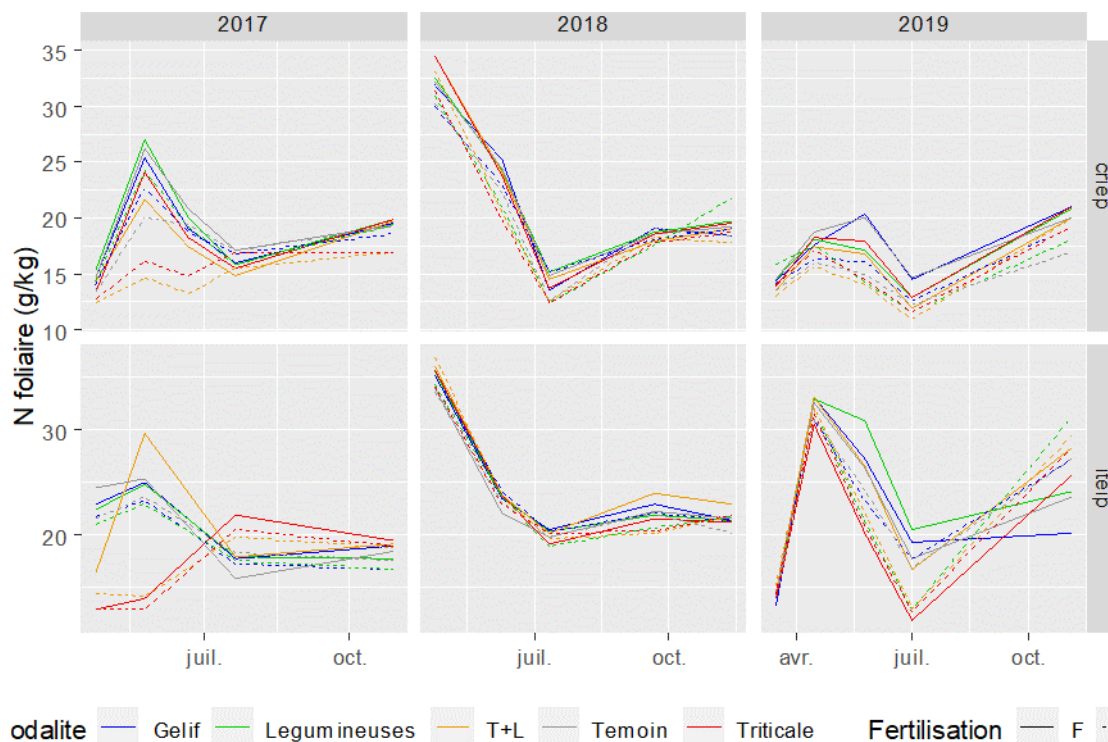 2017 2018 2019
35
30
25
20
15
10
criep
N foliaire (g/kg)
30
20
juil. oct. juil. oct. avr. juil. oct.
odalite Gelif Legumineuses T+L Temoin Triticale Fertilisation F